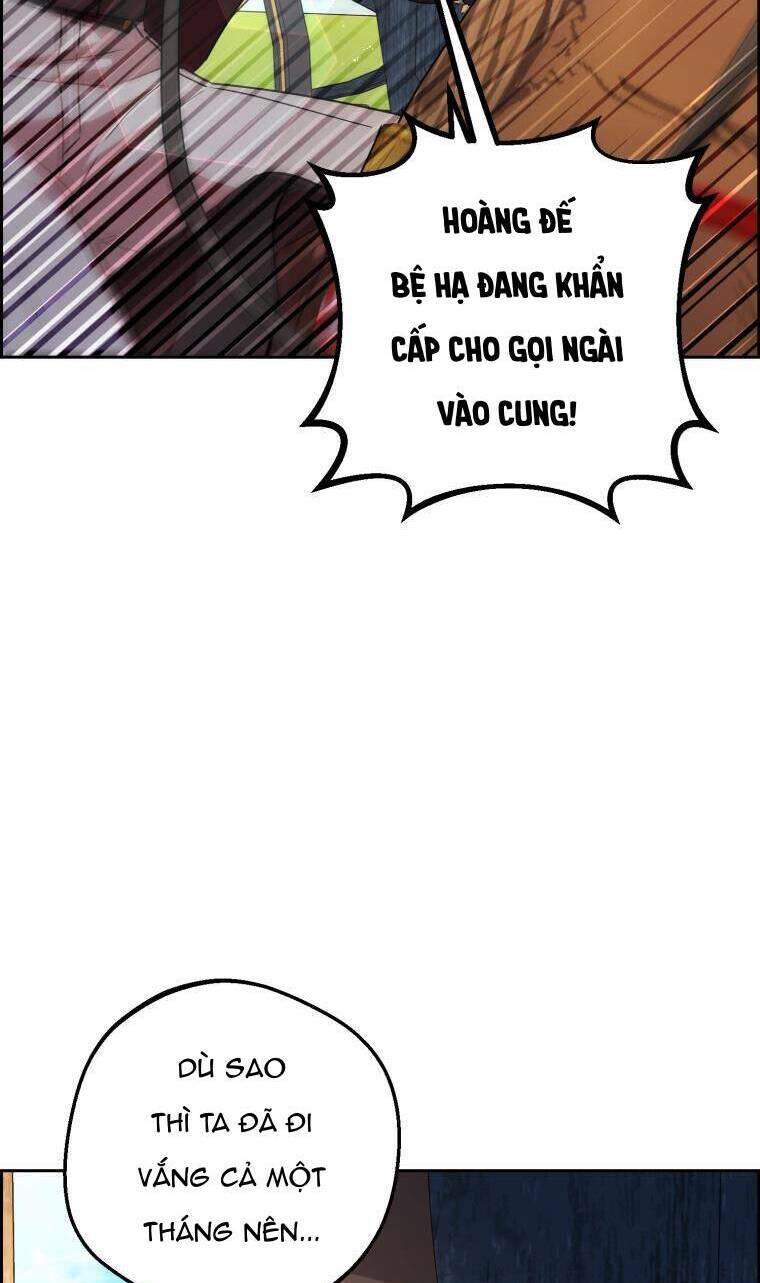 HOÀNG ĐẾ
BỆ HẠ ĐANG KHẨN
CẤP CHO GỌI NGÀI
VÀO CUNG!
DÙ SAO
THÌ TA ĐÃ ĐI
VẮNG CẢ MỘT
THÁNG NÊN...